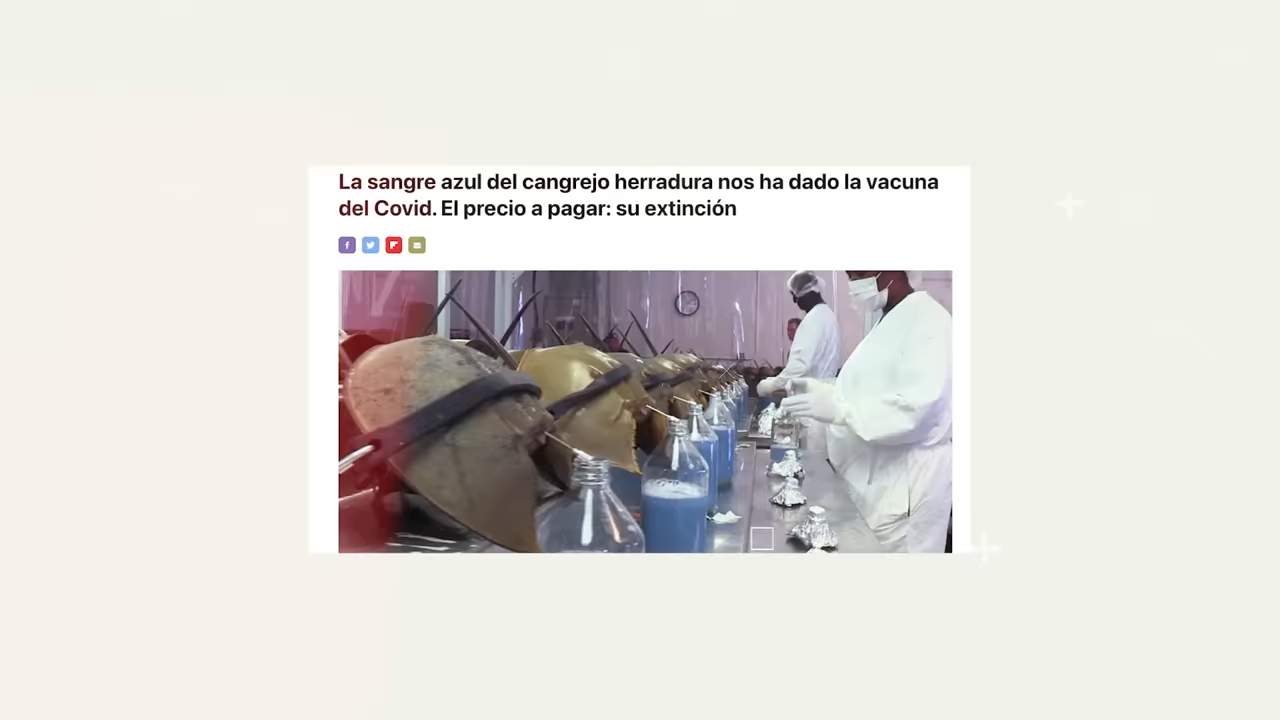 La sangre azul del cangrejo herradura nos ha dado la vacuna
del Covid. El precio a pagar: su extinción